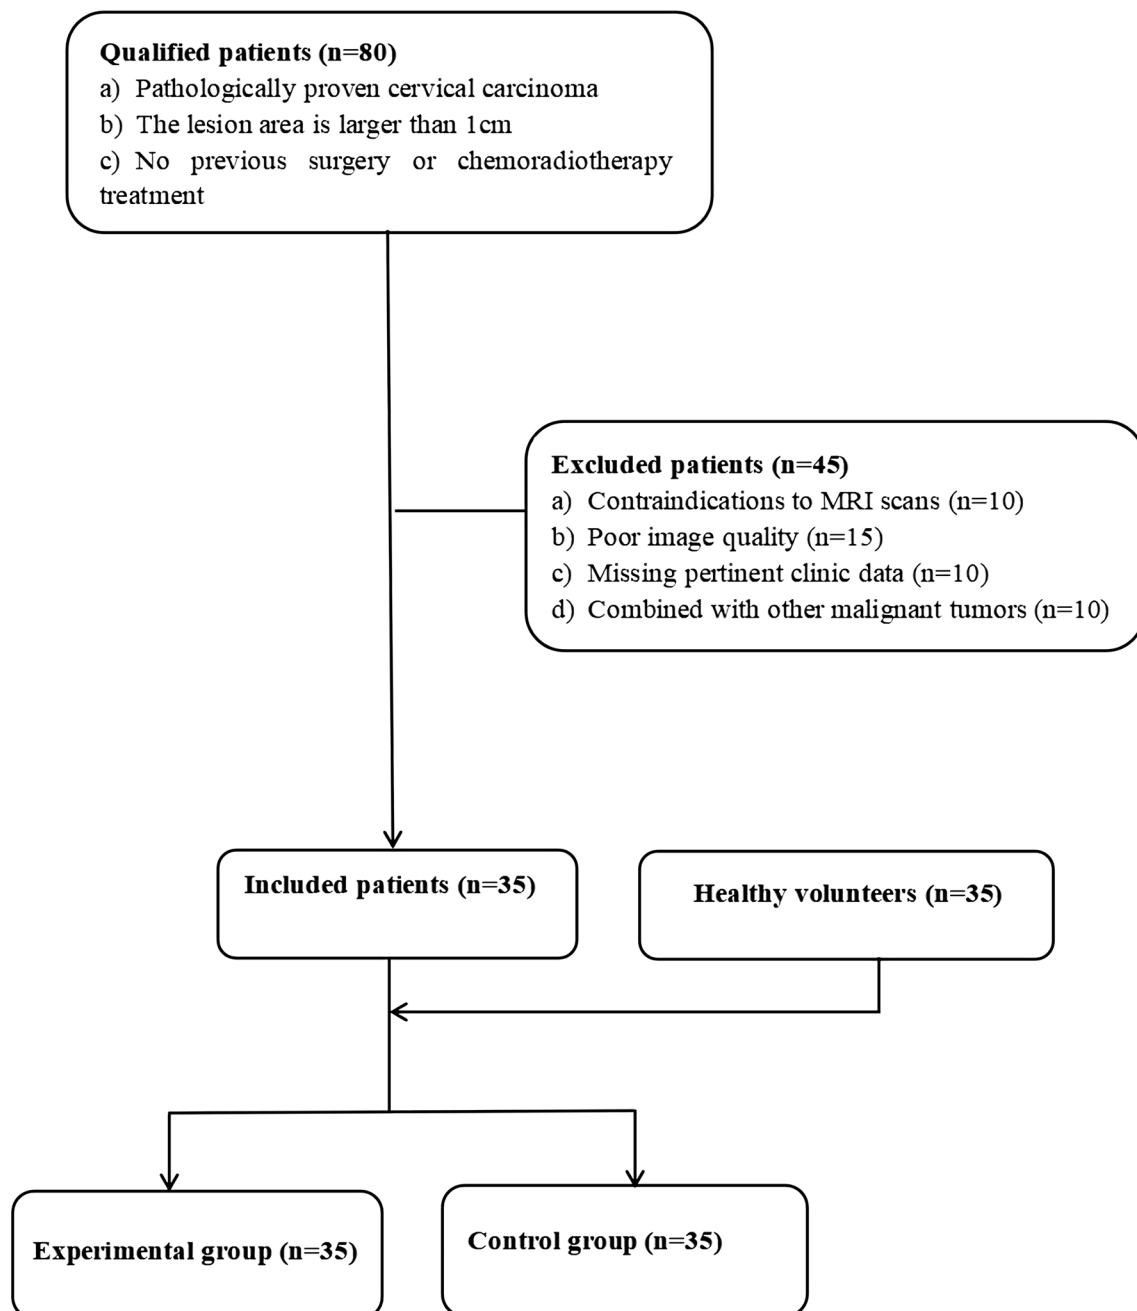 Qualified patients (n=80)
a) Pathologically proven cervical carcinoma
b) The lesion area is larger than 1cm
c) No previous surgery or chemoradiotherapy
treatment
Excluded patients (n=45)
a) Contraindications to MRI scans (n=10)
b) Poor image quality (n=15)
c) Missing pertinent clinic data (n=10)
d) Combined with other malignant tumors (n=10)
Included patients (n=35)
Healthy volunteers (n=35)
Experimental group (n=35)
Control group (n=35)